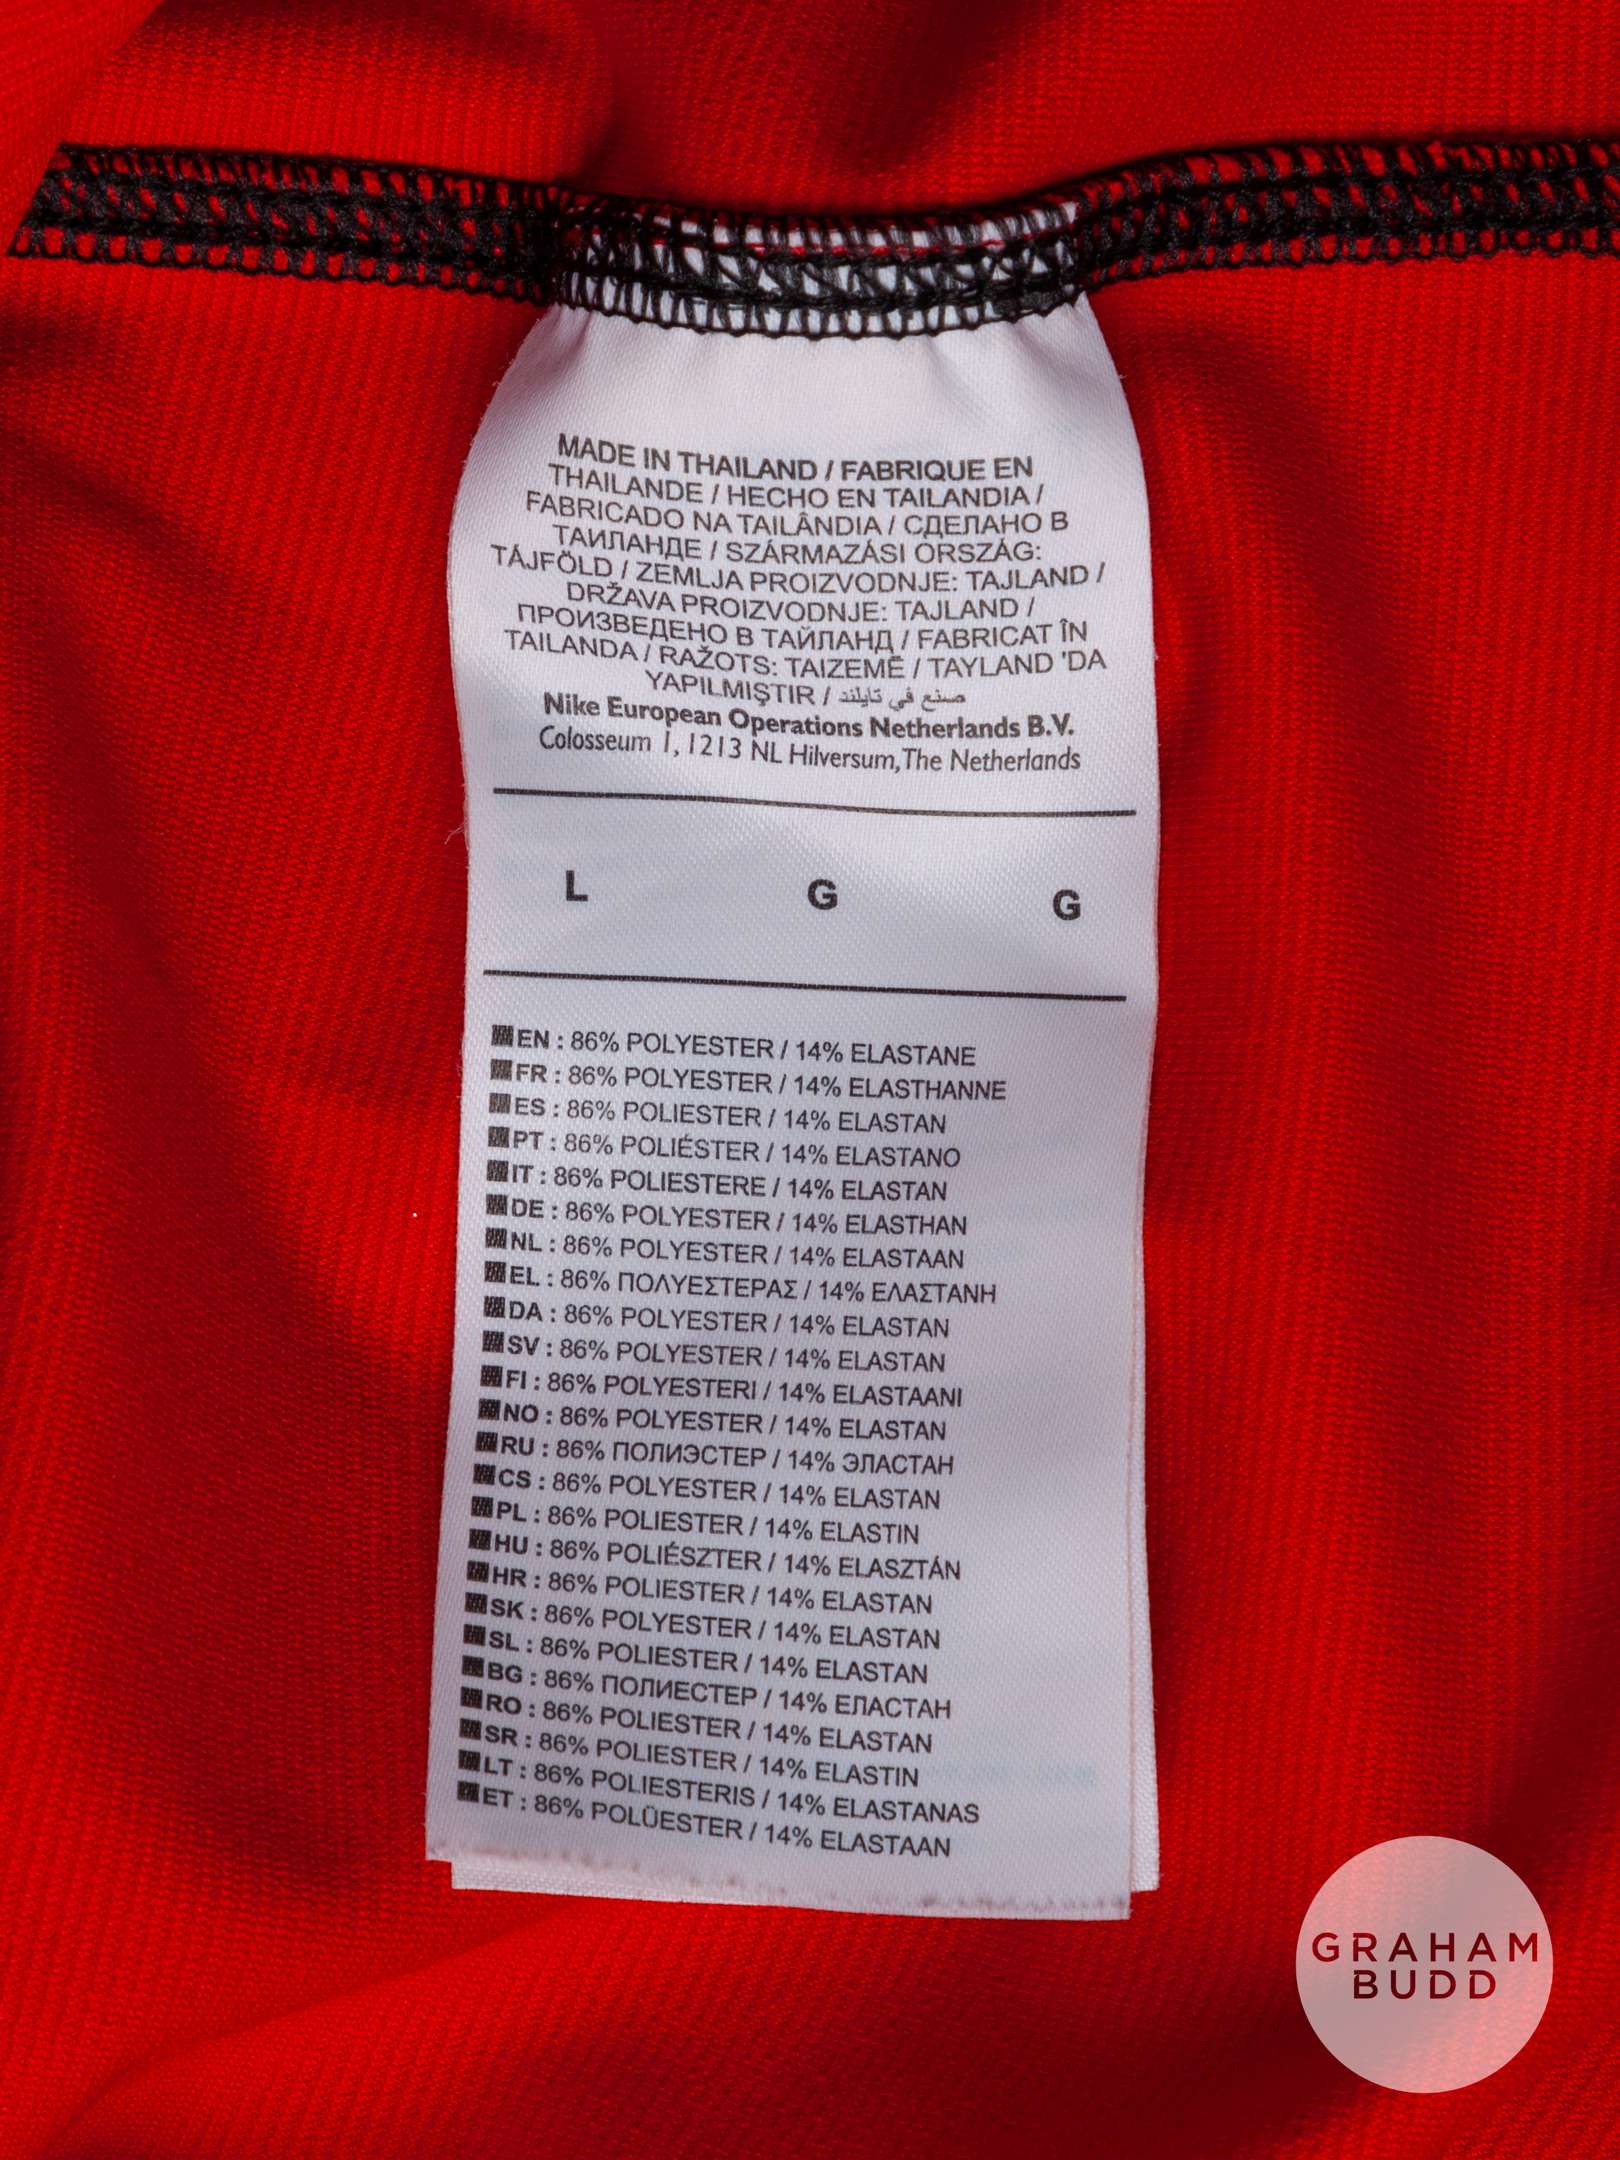 MADE IN THAILAND / FABRIQUE EN
THAILANDE / HECHO EN TAILANDIA /
FABRICADO NA TAILÂNDIA / СДЕЛАНО В
ТАИЛАНДЕ / SZÁRMAZÁSI ORSZÁG:
TÁJFÖLD / ZEMLJA PROIZVODNJE: TAJLAND /
DRŽAVA PROIZVODNJE: TAJLAND /
ПРОИЗВЕДЕНО В ТАЙЛАНД / FABRICAT ÎN
TAILANDA / RAŽOTS: TAIZEMĒ / TAYLAND 'DA
YAPILMIŞTIR / صنع في تايلند
Nike European Operations Netherlands B.V.
Colosseum 1, 1213 NL Hilversum, The Netherlands
L G G
EN : 86% POLYESTER / 14% ELASTANE
FR : 86% POLYESTER / 14% ELASTHANNE
ES : 86% POLIESTER / 14% ELASTAN
PT : 86% POLIÉSTER / 14% ELASTANO
IT : 86% POLIESTERE / 14% ELASTAN
DE : 86% POLYESTER / 14% ELASTHAN
NL : 86% POLYESTER / 14% ELASTAAN
EL : 86% ΠΟΛΥΕΣΤΕΡΑΣ / 14% ΕΛΑΣΤΑΝΗ
DA : 86% POLYESTER / 14% ELASTAN
SV : 86% POLYESTER / 14% ELASTAN
FI : 86% POLYESTERI / 14% ELASTAANI
NO : 86% POLYESTER / 14% ELASTAN
RU : 86% ПОЛИЭСТЕР / 14% ЭЛАСТАН
CS : 86% POLYESTER / 14% ELASTAN
PL : 86% POLIESTER / 14% ELASTIN
HU : 86% POLIÉSZTER / 14% ELASZTÁN
HR : 86% POLIESTER / 14% ELASTAN
SK : 86% POLYESTER / 14% ELASTAN
SL : 86% POLIESTER / 14% ELASTAN
BG : 86% ПОЛИЕСТЕР / 14% ЕЛАСТАН
RO : 86% POLIESTER / 14% ELASTAN
SR : 86% POLIESTER / 14% ELASTIN
LT : 86% POLIESTERIS / 14% ELASTANAS
ET : 86% POLÜESTER / 14% ELASTAAN
GRAHAM
BUDD